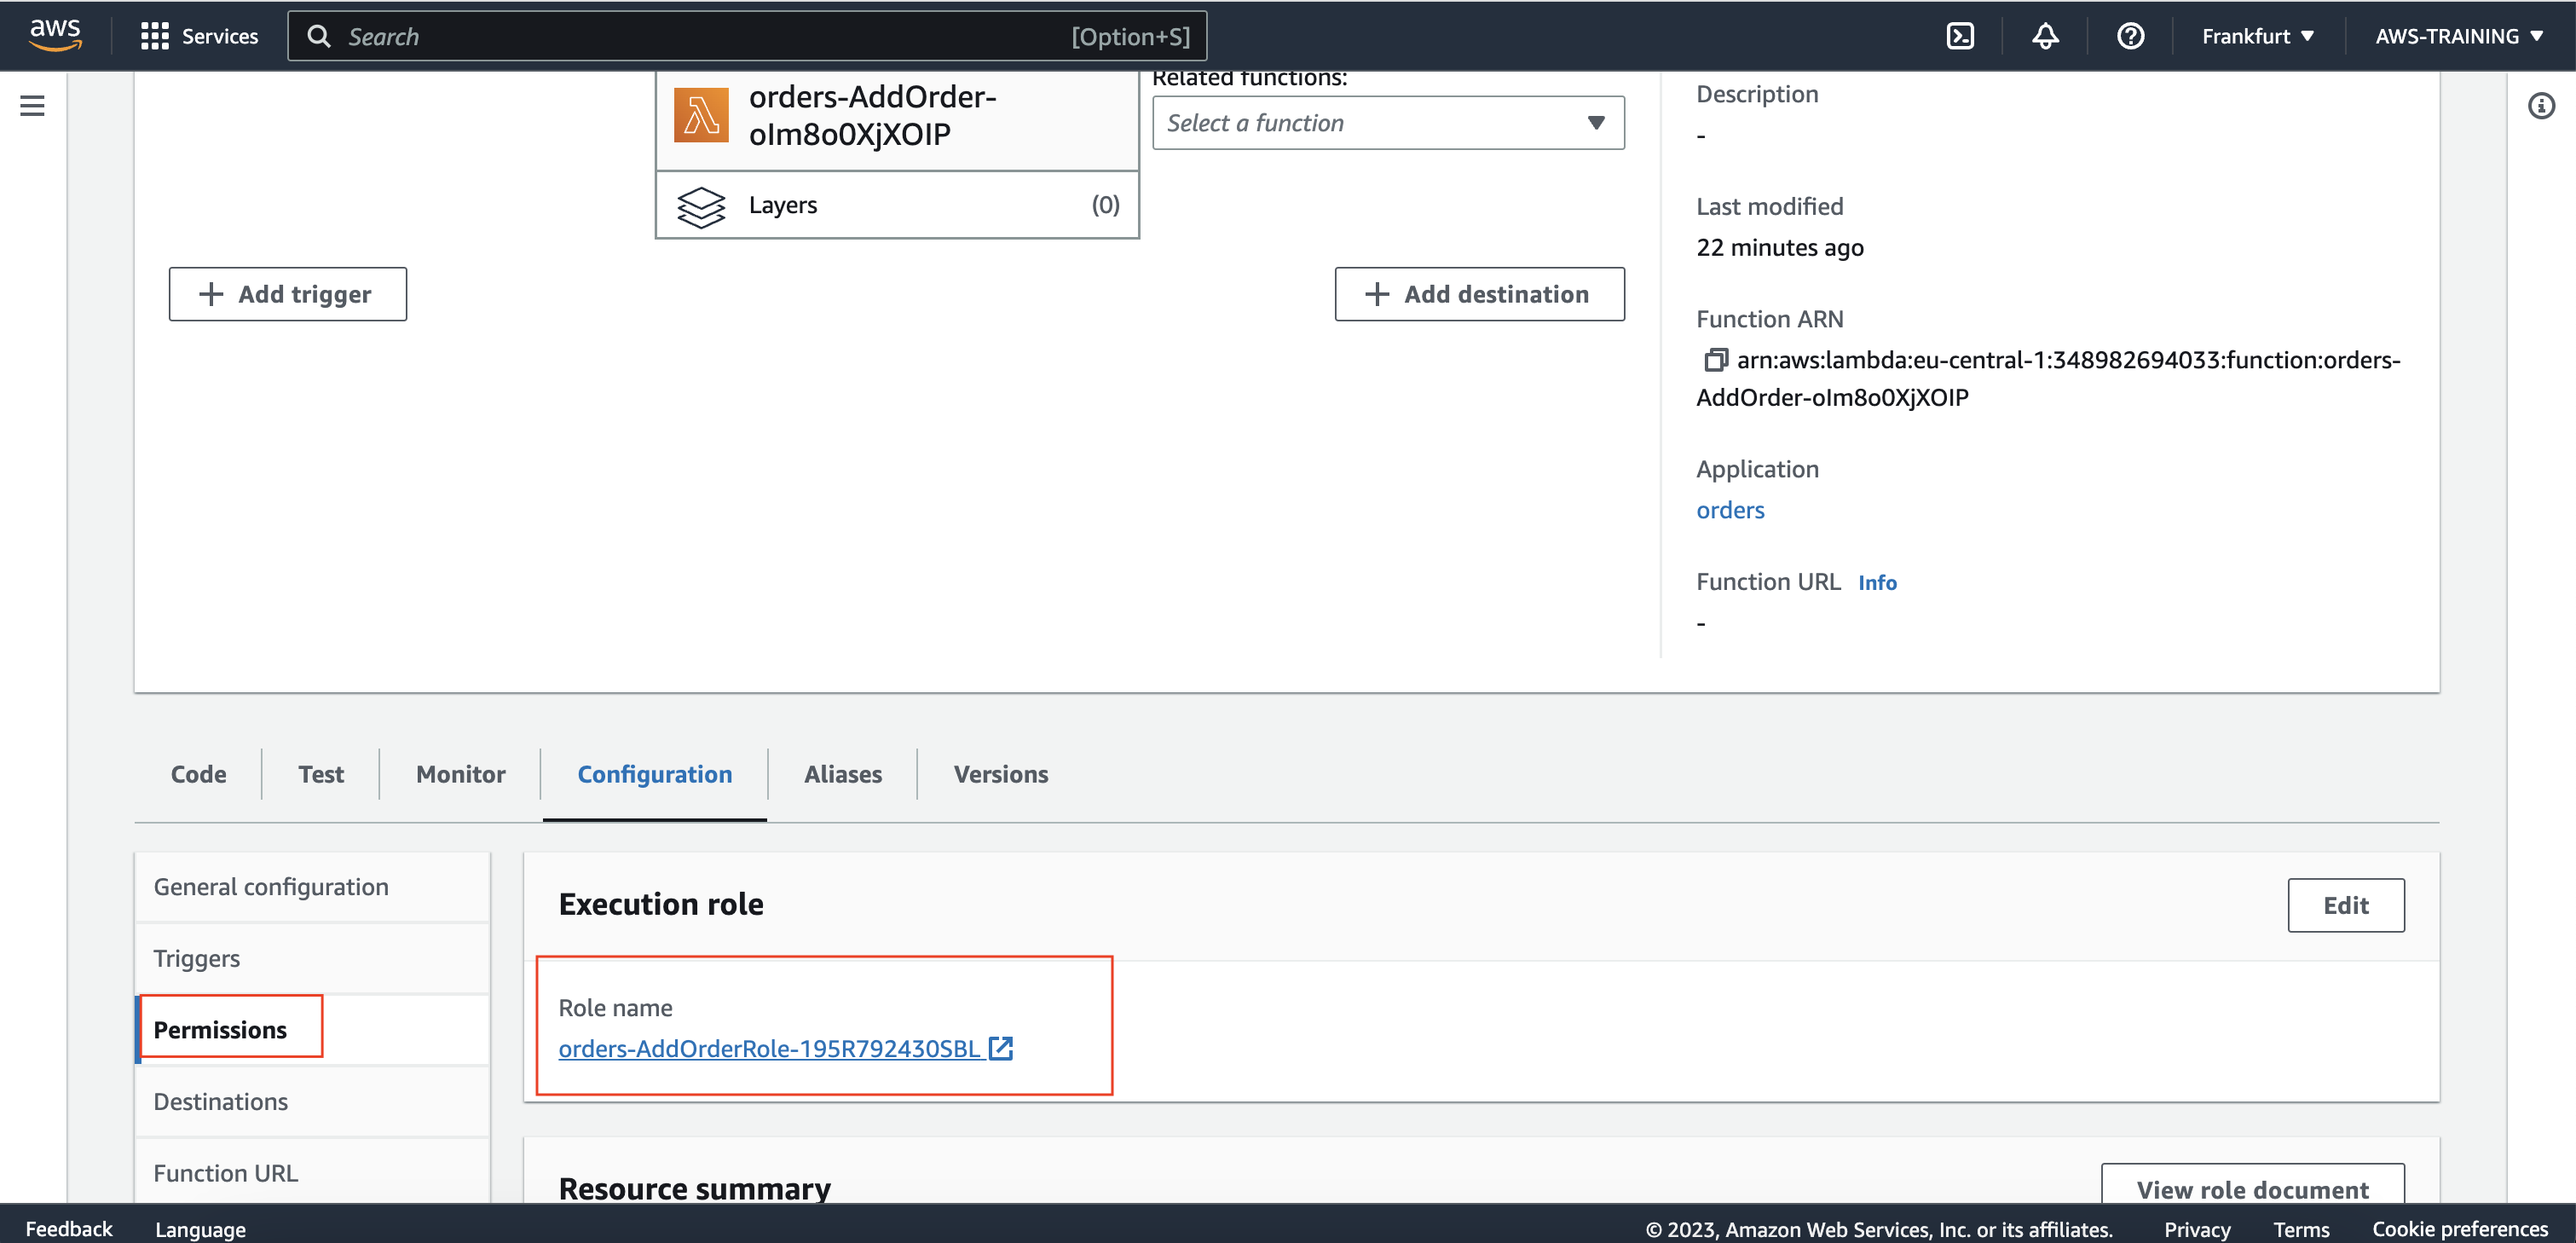 aws
Services
Search
[Option+S]
Frankfurt
AWS-TRAINING
orders-AddOrder-
oIm8o0XjXOIP
Layers
(0)
Related functions:
Select a function
Add trigger
Add destination
Description
-
Last modified
22 minutes ago
Function ARN
arn:aws:lambda:eu-central-1:348982694033:function:orders-
AddOrder-oIm8o0XjXOIP
Application
orders
Function URL Info
-
Code
Test
Monitor
Configuration
Aliases
Versions
General configuration
Triggers
Permissions
Destinations
Function URL
Execution role
Edit
Role name
orders-AddOrderRole-195R792430SBL
Resource summary
View role document
Feedback
Language
© 2023, Amazon Web Services, Inc. or its affiliates.
Privacy
Terms
Cookie preferences